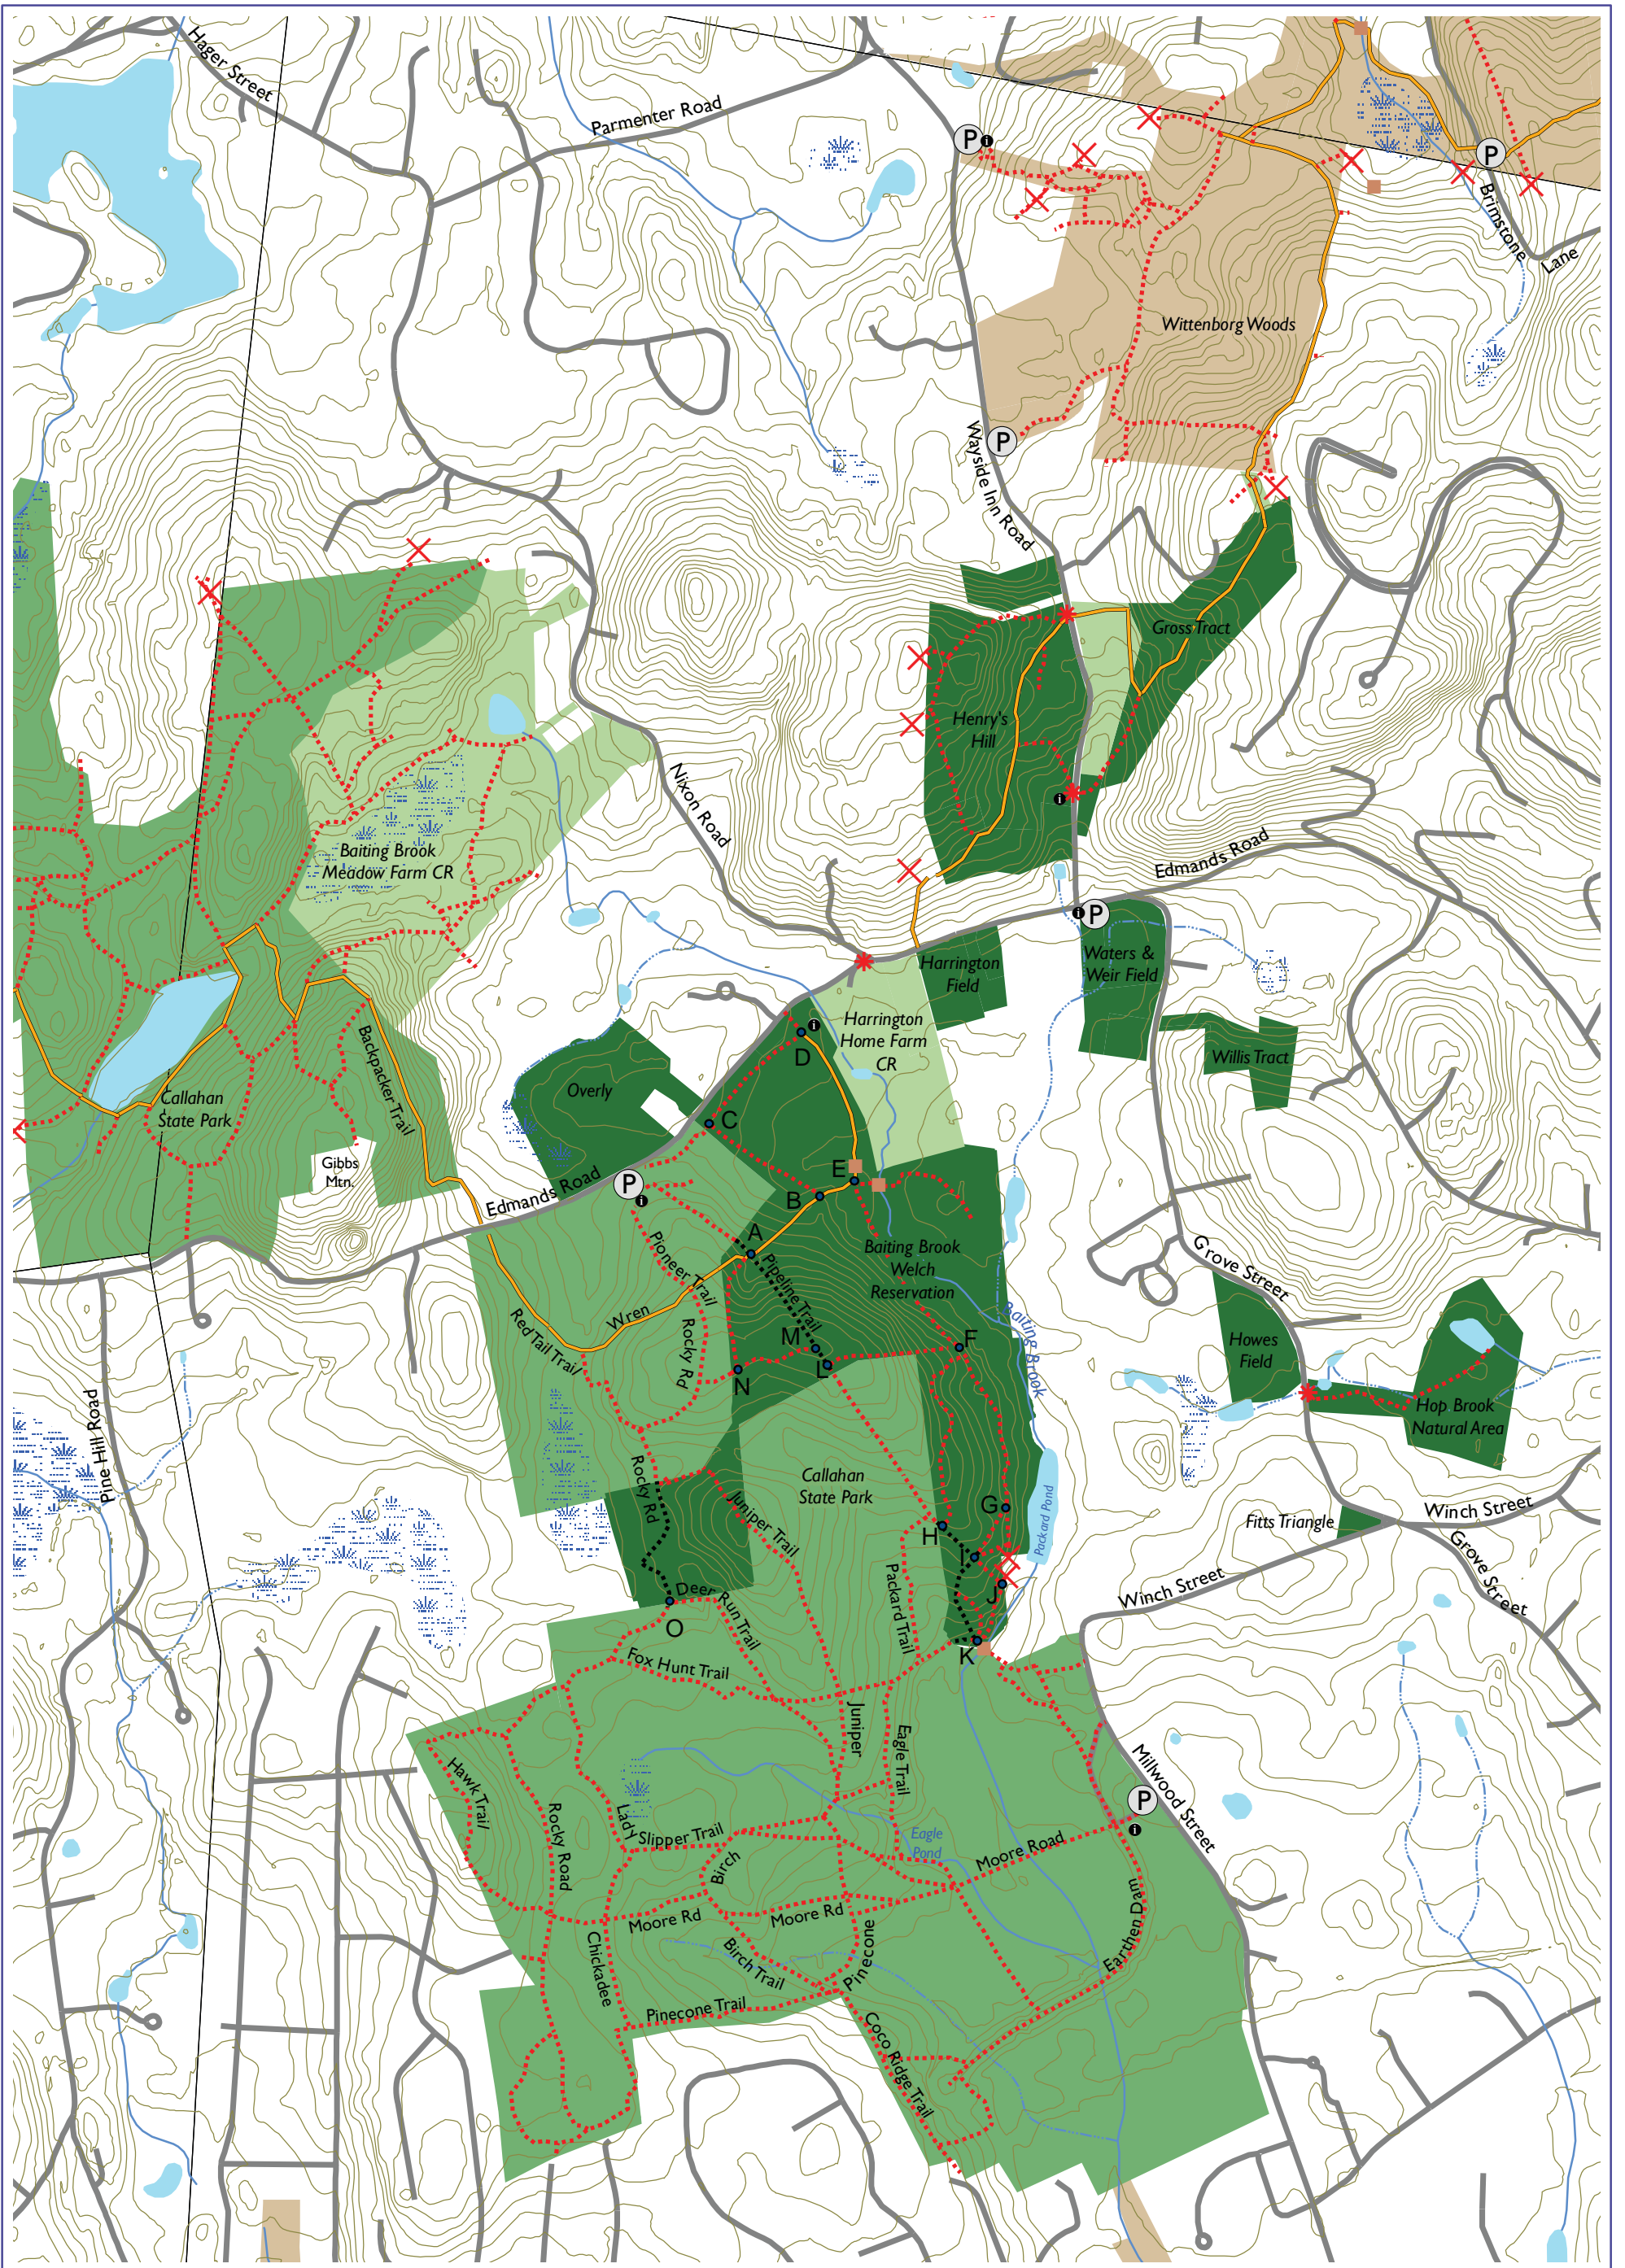 Hager Street
Parmenter Road
P i
P
Brimstone
Lane
Wittenborg Woods
P
Wayside Inn Road
Gross Tract
Henry's
Hill
i
Nixon Road
Baiting Brook
Meadow Farm CR
Edmands Road
i P
Harrington
Field
Waters &
Weir Field
Harrington
Home Farm
CR
i
D
Willis Tract
Overly
Callahan
State Park
Backpacker Trail
C
Gibbs
Mtn.
E
P
i
Edmands Road
B
A
Pioneer Trail
Pipeline Trail
Baiting Brook
Welch
Reservation
Grove Street
Wren
Red Tail Trail
Rocky Rd
M
L
N
F
Baiting Brook
Howes
Field
Hop Brook
Natural Area
Pine Hill Road
Rocky Rd
Juniper Trail
Callahan
State Park
G
H
I
J
Packard Pond
Fitts Triangle
Winch Street
Grove Street
Winch Street
Packard Trail
Deer Run Trail
O
K
Fox Hunt Trail
Juniper
Eagle Trail
Millwood Street
Hawk Trail
Rocky Road
Lady
Slipper Trail
Birch
P
i
Eagle
Pond
Moore Road
Moore Rd
Moore Rd
Earthen Dam
Chickadee
Birch Trail
Pinecone
Pinecone Trail
Coco Ridge Trail